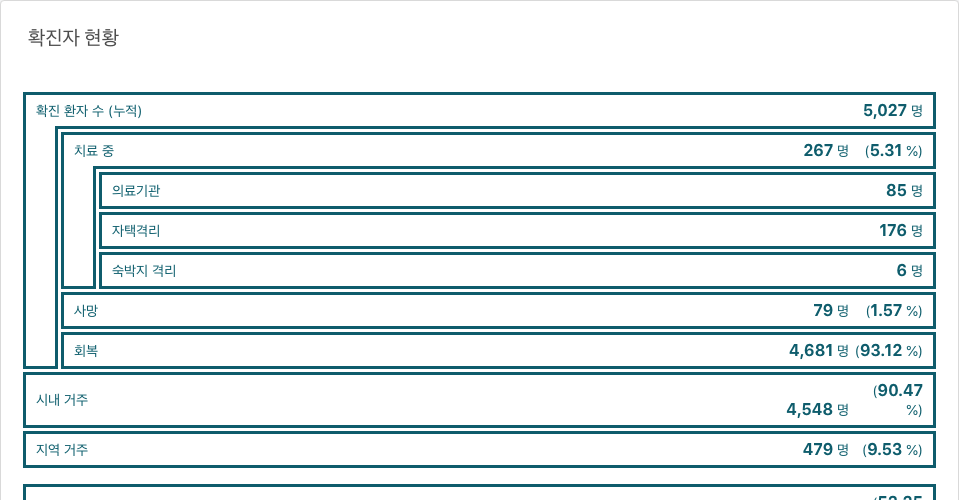 확진자 현황
확진 환자 수 (누적) 5,027 명
치료 중 267 명 (5.31 %)
의료기관 85 명
자택격리 176 명
숙박지 격리 6 명
사망 79 명 (1.57 %)
회복 4,681 명 (93.12 %)
시내 거주 4,548 명 (90.47 %)
지역 거주 479 명 (9.53 %)